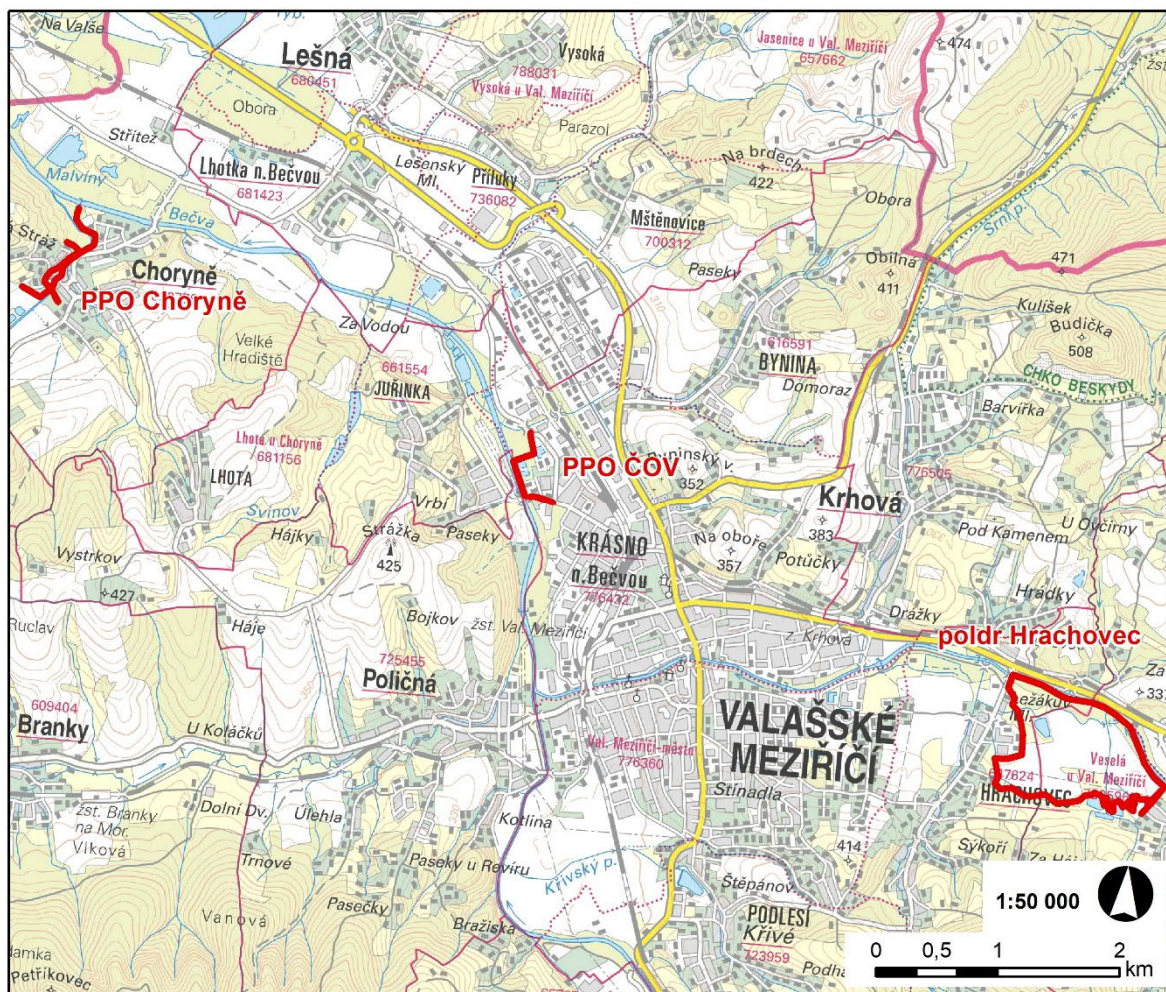 Na Valše
Lešná
680451
Vysoká
788031
Vysoká u Val. Meziříčí
Jasenice u Val. Meziříčí
657662
474
Obora
Parazol
Střítež
Lhotka n.Bečvou
681423
Lešenský
Ml.
Příluky
736082
Na brdech
422
Obora
Malviny
Bečva
Mštěnovice
700312
Paseky
Srní p.
Stráž
Choryně
PPO Choryně
Obilná
411
471
Kulíšek
Budička
508
Za Vodou
Velké
Hradiště
310
616591
BYNINA
Domoraz
CHKO BESKYDY
661554
JUŘINKA
Barvířka
Lhota u Choryně
681156
LHOTA
PPO ČOV
352
Krhová
Svinov
Vrbí
Hájky
Strážka
Paseky
425
383
U Ovčírny
Pod Kamenem
Vystrkov
427
KRÁSNO
n.Bečvou
776432
Na oboře
357
Potůčky
Hrádky
Ruclav
Háje
Bojkov
žst. Val. Meziříčí
Drážky
z. Krhová
poldr Hrachovec
725455
Poličná
609404
Branky
U Koláčků
VALAŠSKÉ
MEZIŘÍČÍ
Val. Meziříčí-město
776360
Stínadla
Veselá
u Val. Meziříčí
HRACHOVEC
žst. Branky
na Mor.
Vlková
Dolní Dv.
Úlehla
Kotlina
414
Sýkoří
Trnové
Paseky u Revíru
Křivský p.
Štěpánov
Vanová
Pasečky
Bražiska
PODLESÍ
Křivé
723959
Petříkovec
1:50 000
0 0,5 1 2
km